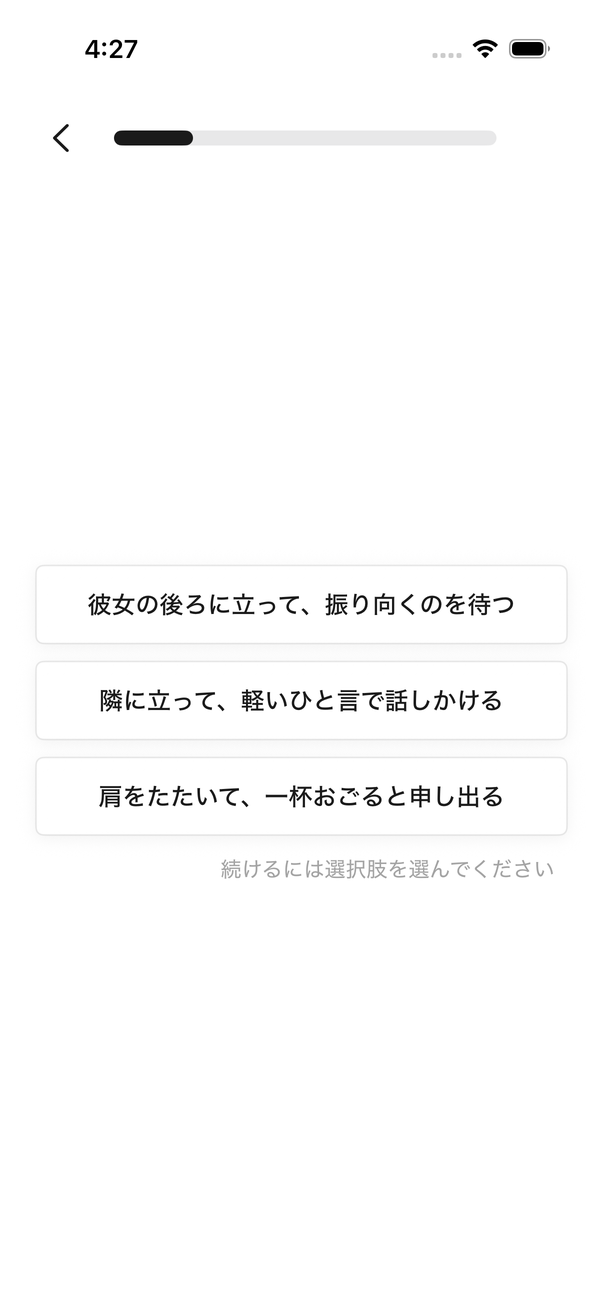 4:27
彼女の後ろに立って、振り向くのを待つ
隣に立って、軽いひと言で話しかける
肩をたたいて、一杯おごると申し出る
続けるには選択肢を選んでください